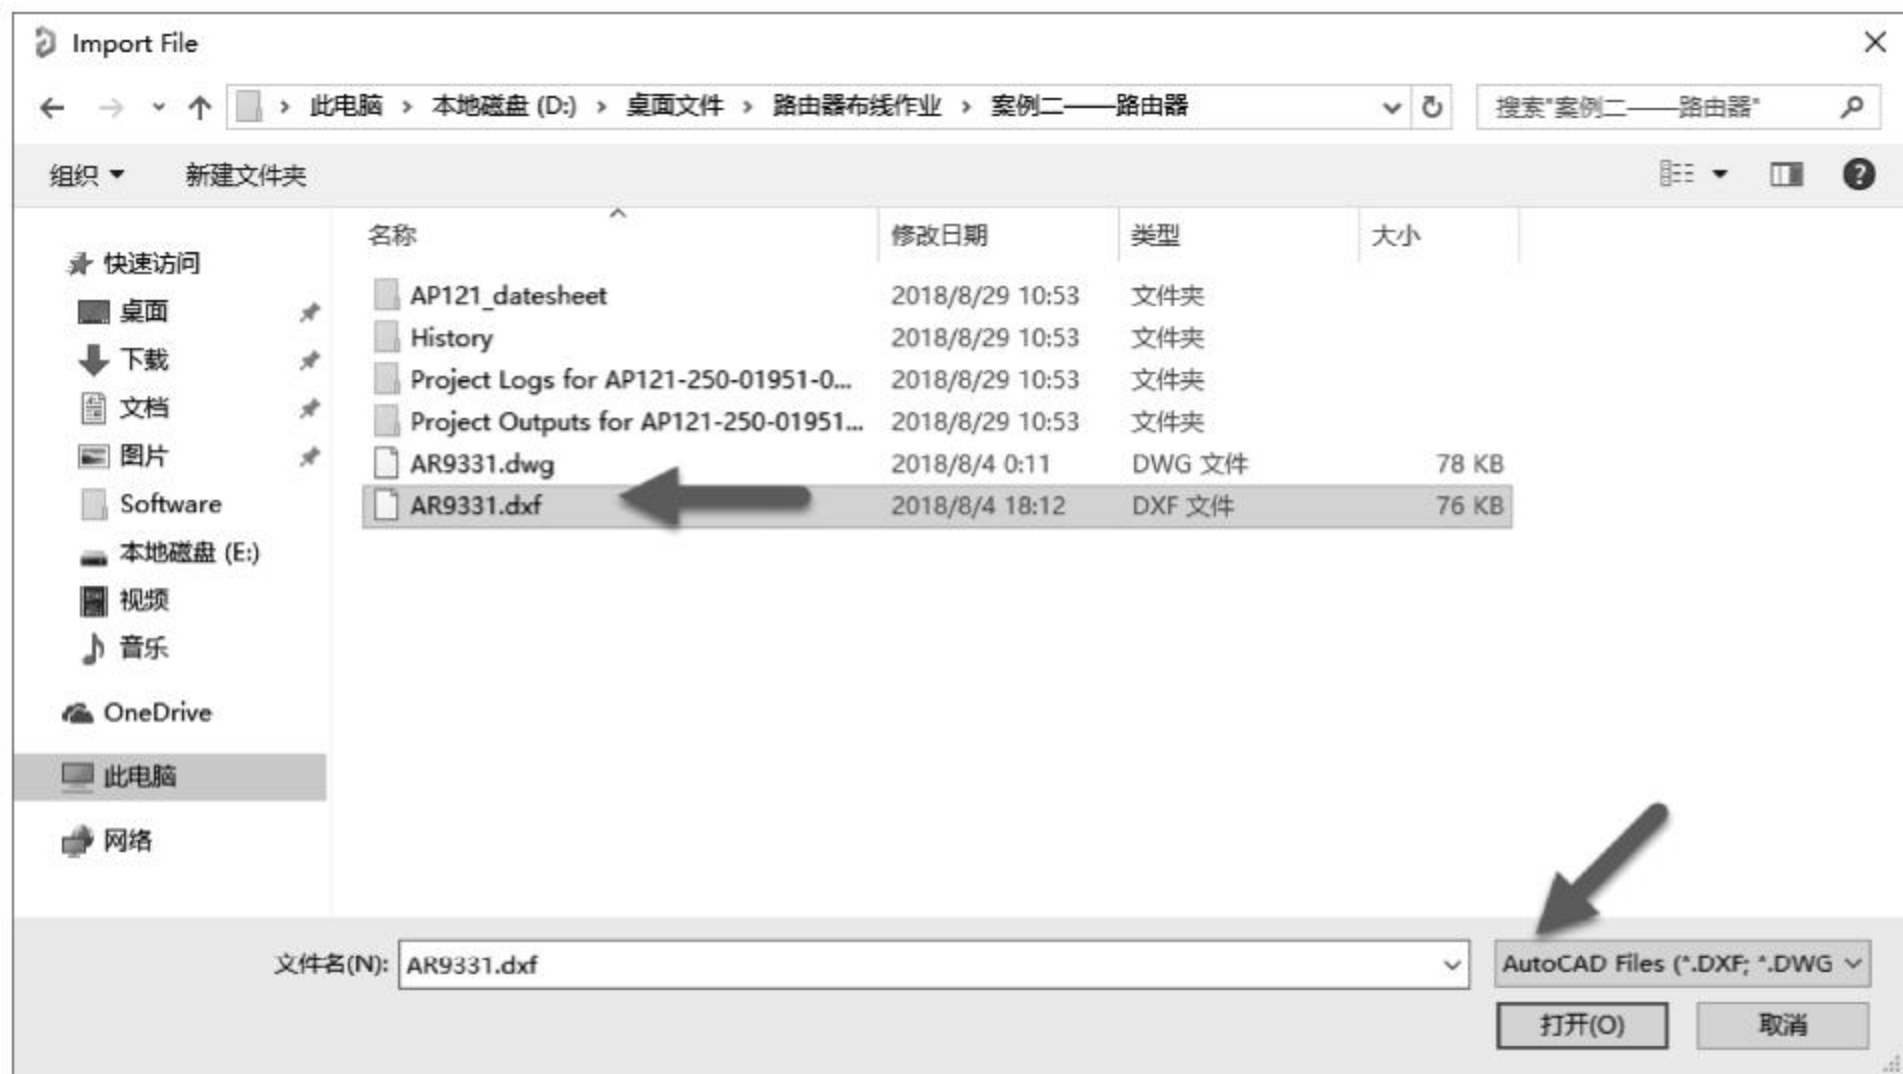 Import File
此电脑 › 本地磁盘 (D:) › 桌面文件 › 路由器布线作业 › 案例二——路由器
搜索"案例二——路由器"
组织 新建文件夹
名称 修改日期 类型 大小
快速访问
桌面
下载
文档
图片
Software
本地磁盘 (E:)
视频
音乐
OneDrive
此电脑
网络
AP121_datesheet 2018/8/29 10:53 文件夹
History 2018/8/29 10:53 文件夹
Project Logs for AP121-250-01951-0... 2018/8/29 10:53 文件夹
Project Outputs for AP121-250-01951... 2018/8/29 10:53 文件夹
AR9331.dwg 2018/8/4 0:11 DWG 文件 78 KB
AR9331.dxf 2018/8/4 18:12 DXF 文件 76 KB
文件名(N): AR9331.dxf AutoCAD Files (*.DXF; *.DWG
打开(O) 取消